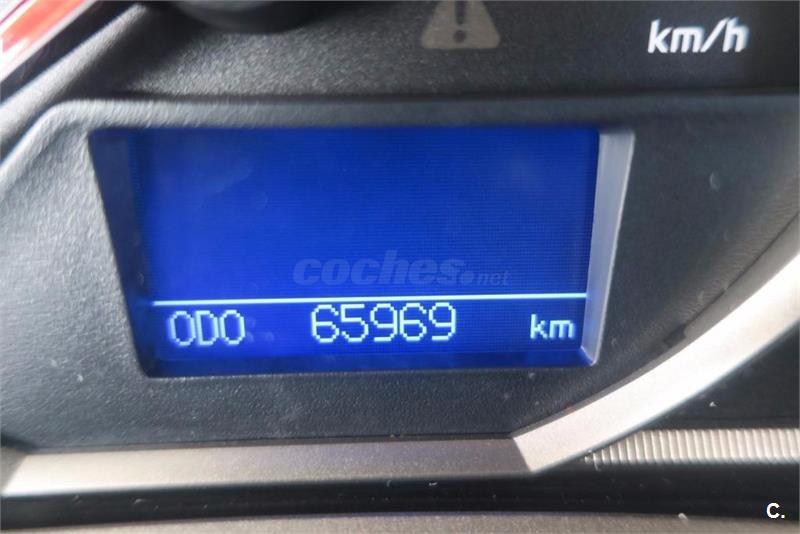 km/h
coches.net
ODO 65969 km
C.